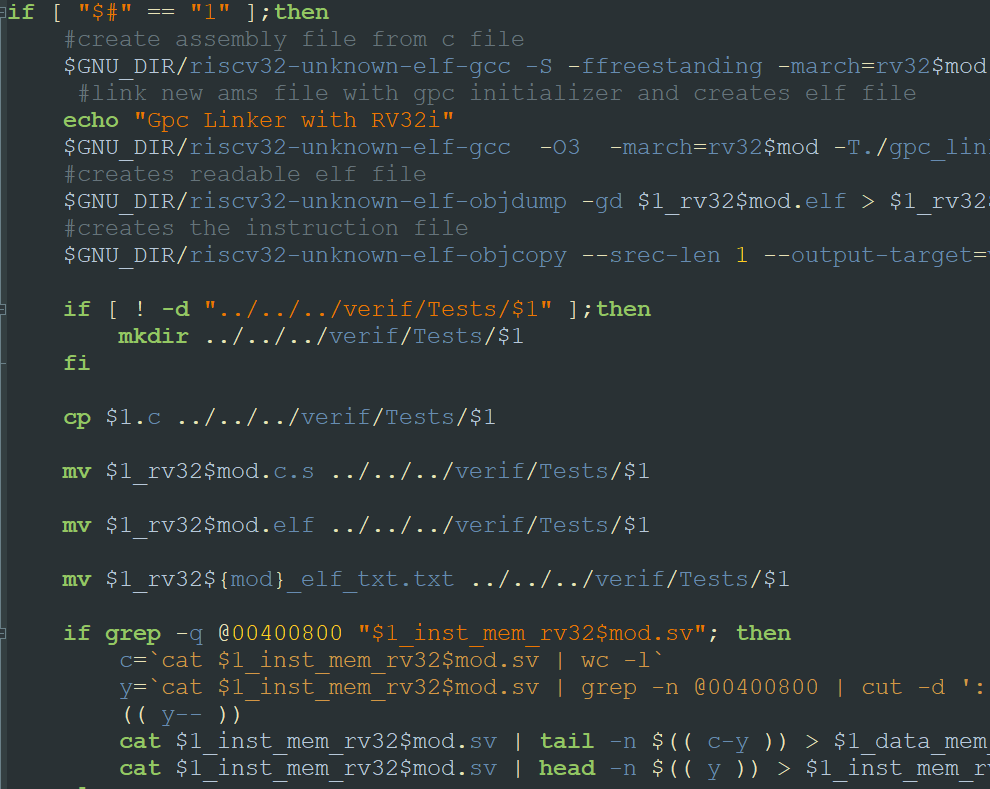 if [ "$#" == "1" ];then
#create assembly file from c file
$GNU_DIR/riscv32-unknown-elf-gcc -S -ffreestanding -march=rv32$mod
#link new ams file with gpc initializer and creates elf file
echo "Gpc Linker with RV32i"
$GNU_DIR/riscv32-unknown-elf-gcc  -O3  -march=rv32$mod -T./gpc_lin
#creates readable elf file
$GNU_DIR/riscv32-unknown-elf-objdump -gd $1_rv32$mod.elf > $1_rv32
#creates the instruction file
$GNU_DIR/riscv32-unknown-elf-objcopy --srec-len 1 --output-target=
if [ ! -d "../../../verif/Tests/$1" ];then
mkdir ../../../verif/Tests/$1
fi
cp $1.c ../../../verif/Tests/$1
mv $1_rv32$mod.c.s ../../../verif/Tests/$1
mv $1_rv32$mod.elf ../../../verif/Tests/$1
mv $1_rv32${mod}_elf_txt.txt ../../../verif/Tests/$1
if grep -q @00400800 "$1_inst_mem_rv32$mod.sv"; then
c=`cat $1_inst_mem_rv32$mod.sv | wc -l`
y=`cat $1_inst_mem_rv32$mod.sv | grep -n @00400800 | cut -d ':
(( y-- ))
cat $1_inst_mem_rv32$mod.sv | tail -n $(( c-y )) > $1_data_mem
cat $1_inst_mem_rv32$mod.sv | head -n $(( y )) > $1_inst_mem_r